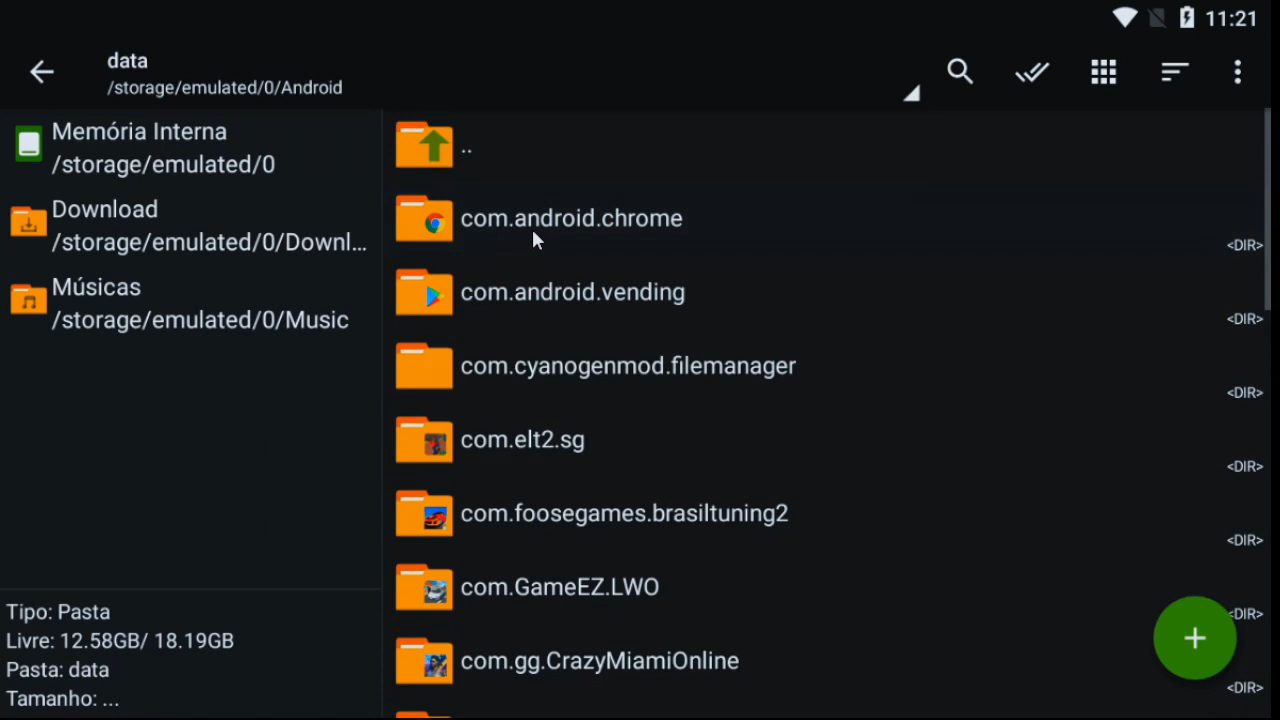 11:21
data
/storage/emulated/0/Android
Memória Interna
/storage/emulated/0
Download
/storage/emulated/0/Downl...
Músicas
/storage/emulated/0/Music
Tipo: Pasta
Livre: 12.58GB/ 18.19GB
Pasta: data
Tamanho: ...
..
com.android.chrome
<DIR>
com.android.vending
<DIR>
com.cyanogenmod.filemanager
<DIR>
com.elt2.sg
<DIR>
com.foosegames.brasiltuning2
<DIR>
com.GameEZ.LWO
<DIR>
com.gg.CrazyMiamiOnline
<DIR>